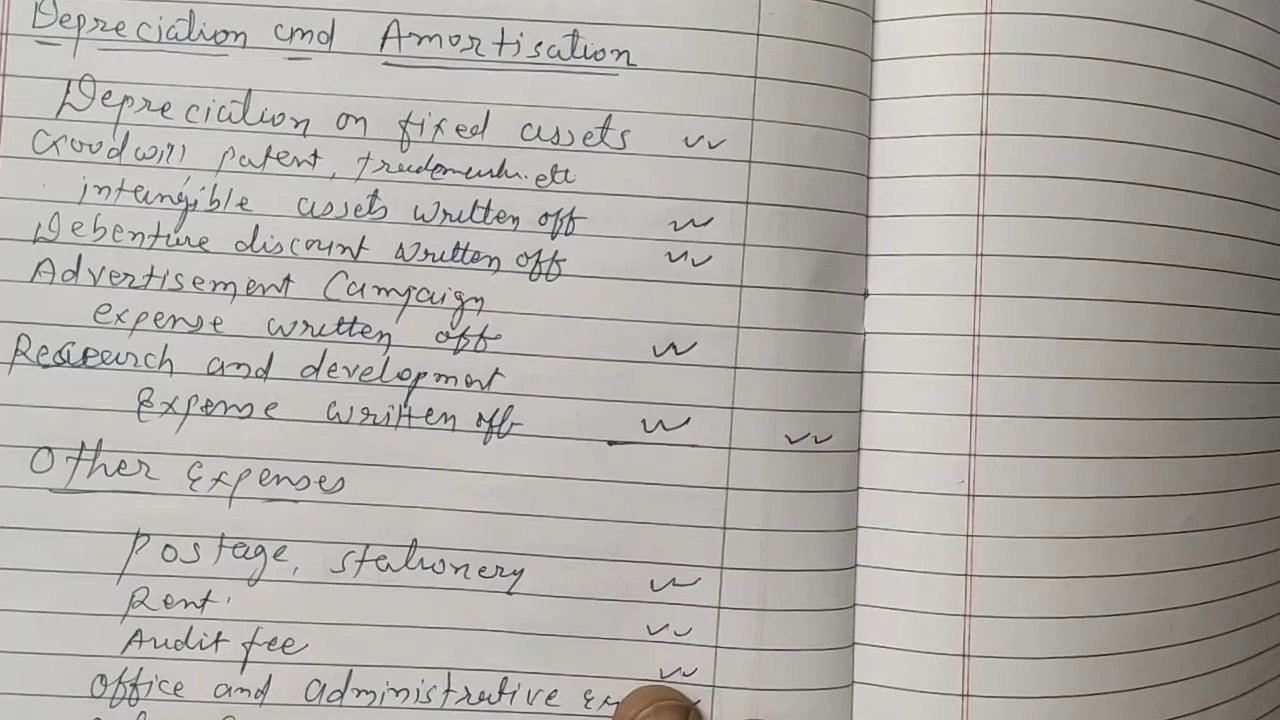 Depreciation and Amortisation
Depreciation on fixed assets
Goodwill patent, trademark. etc
intangible assets written off
Debenture discount written off
Advertisement Campaign
expense written off
Research and development
Expense written off
Other Expenses
Postage, stationery
Rent
Audit fee
Office and administrative